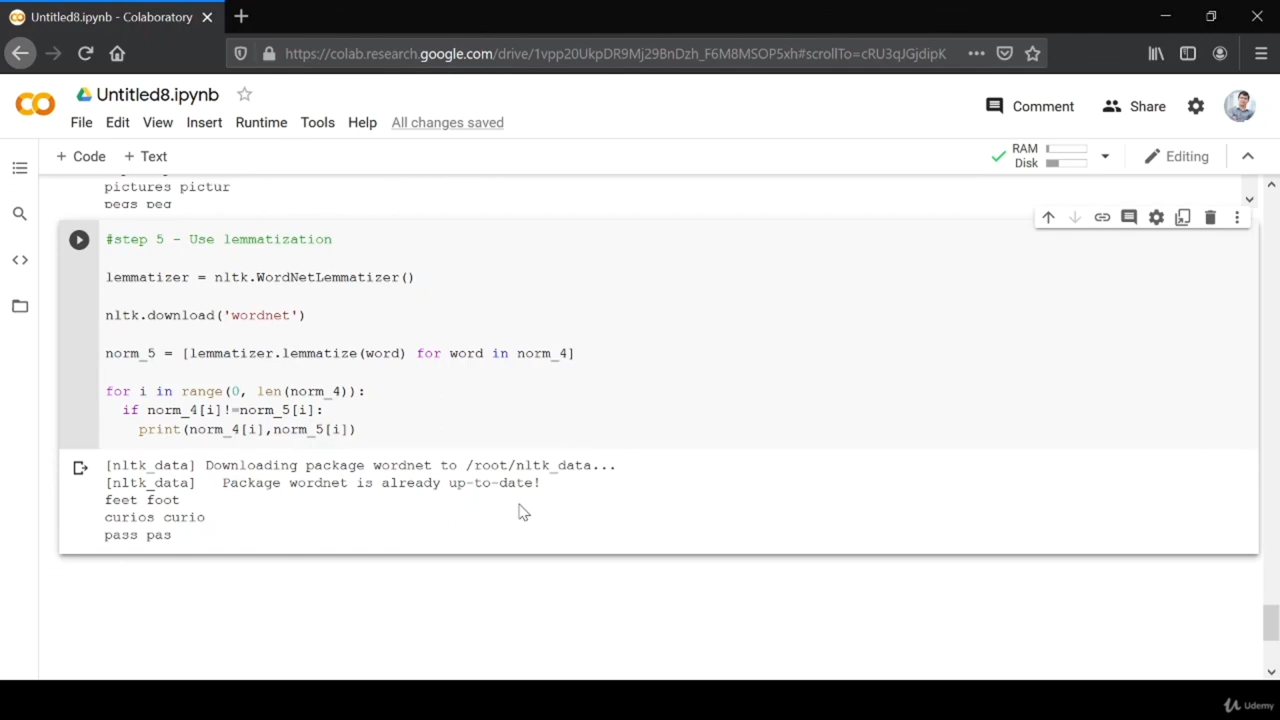 Untitled8.ipynb - Colaboratory
https://colab.research.google.com/drive/1vpp20UkpDR9Mj29BnDzh_F6M8MSOP5xh#scrollTo=cRU3qJGjdipK
Untitled8.ipynb
Comment
Share
File Edit View Insert Runtime Tools Help All changes saved
+ Code + Text
RAM
Disk
Editing
pictures pictur
pegs peg
#step 5 - Use lemmatization
lemmatizer = nltk.WordNetLemmatizer()
nltk.download('wordnet')
norm_5 = [lemmatizer.lemmatize(word) for word in norm_4]
for i in range(0, len(norm_4)):
if norm_4[i]!=norm_5[i]:
print(norm_4[i],norm_5[i])
[nltk_data] Downloading package wordnet to /root/nltk_data...
[nltk_data] Package wordnet is already up-to-date!
feet foot
curios curio
pass pas
Udemy